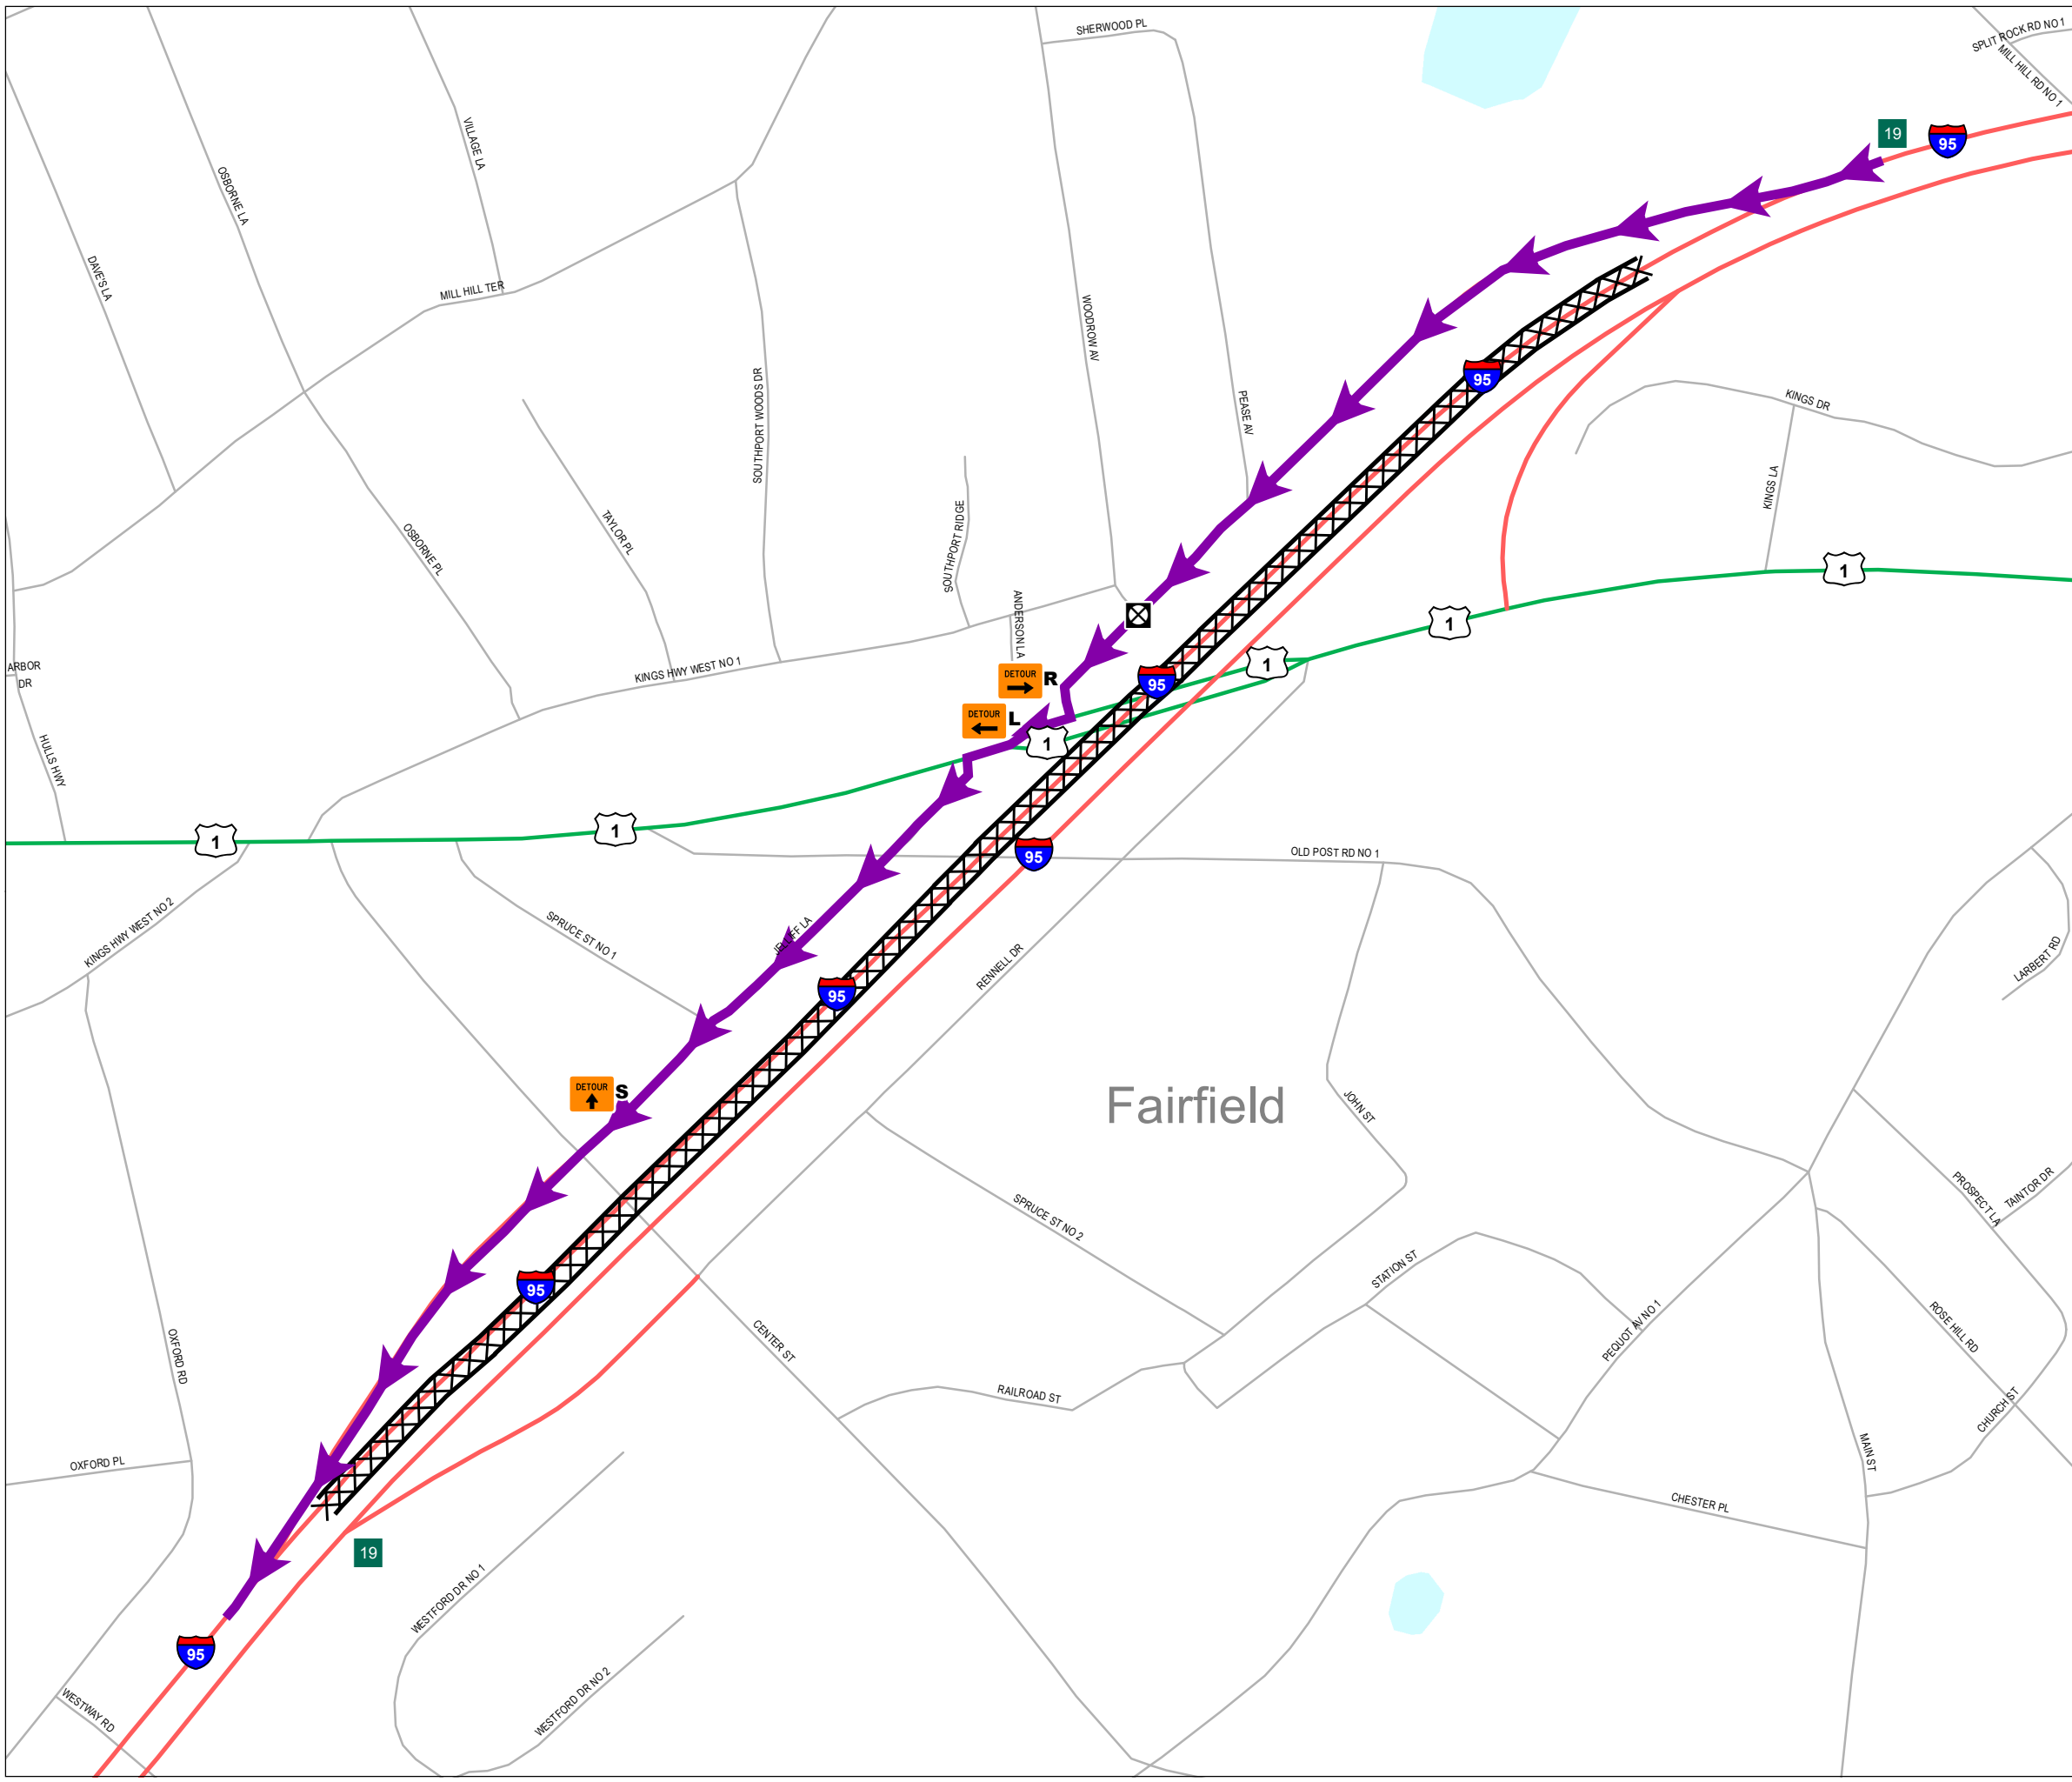 SHERWOOD PL
SPLIT ROCK RD NO 1
MILL HILL RD NO 1
19
95
VILLAGE LA
OSBORNE LA
DAVE'S LA
MILL HILL TER
WOODROW AV
PEASE AV
SOUTHPORT WOODS DR
95
KINGS DR
KINGS LA
TAYLOR PL
OSBORNE PL
SOUTHPORT RIDGE
ANDERSON LA
1
1
KINGS HWY WEST NO 1
ARBOR
DR
DETOUR
R
95
1
DETOUR
L
1
HULLS HWY
1
1
95
OLD POST RD NO 1
KINGS HWY WEST NO 2
SPRUCE ST NO 1
JELLIFF LA
RENNELL DR
LARBERT RD
95
DETOUR
S
Fairfield
JOHN ST
PROSPECT LA
TAINTOR DR
SPRUCE ST NO 2
STATION ST
95
OXFORD RD
CENTER ST
PEQUOT AV NO 1
ROSE HILL RD
RAILROAD ST
CHURCH ST
OXFORD PL
MAIN ST
CHESTER PL
19
WESTFORD DR NO 1
95
WESTFORD DR NO 2
WESTWAY RD